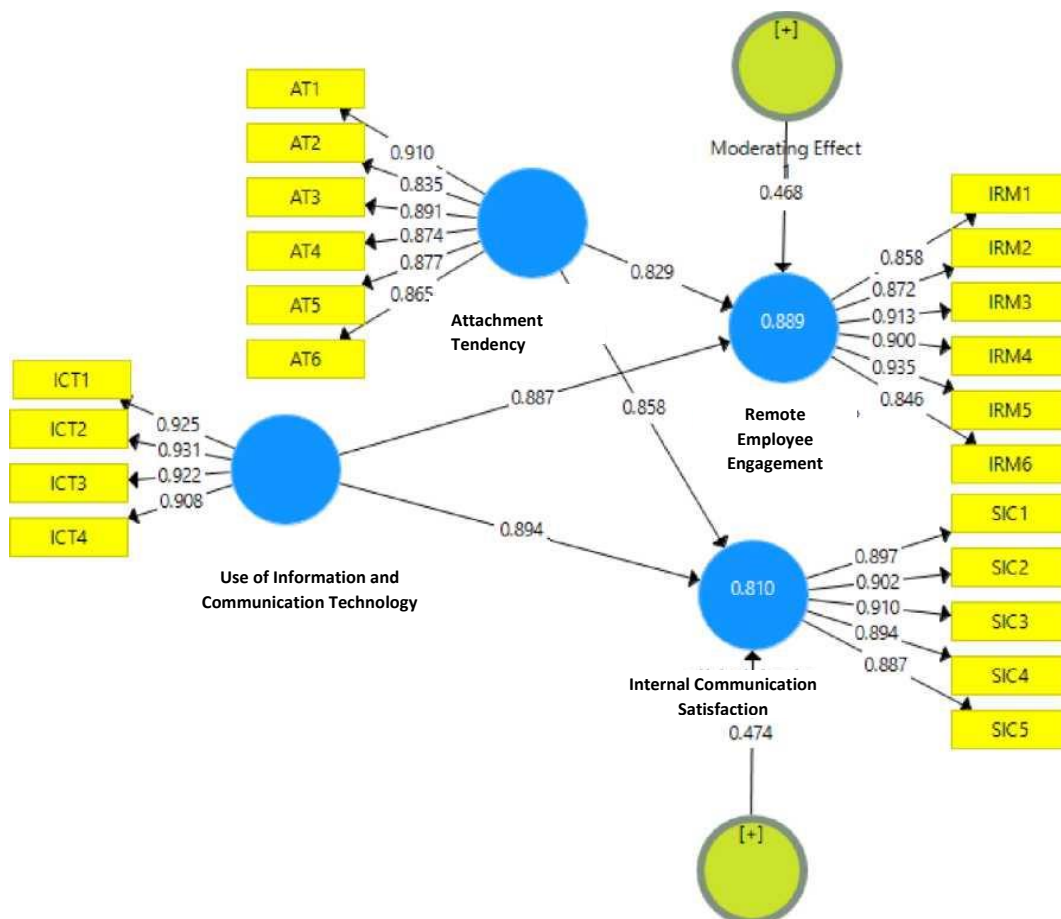 [+]
Moderating Effect
1
0.468
AT1
AT2
AT3
AT4
AT5
AT6
0.910
0.835
0.891
0.874
0.877
0.865
Attachment
Tendency
0.829
0.858
0.889
Remote
Employee
Engagement
0.858
0.872
0.913
0.900
0.935
0.846
IRM1
IRM2
IRM3
IRM4
IRM5
IRM6
ICT1
ICT2
ICT3
ICT4
0.925
0.931
0.922
0.908
Use of Information and
Communication Technology
0.887
0.894
0.810
Internal Communication
Satisfaction
0.897
0.902
0.910
0.894
0.887
SIC1
SIC2
SIC3
SIC4
SIC5
0.474
[+]